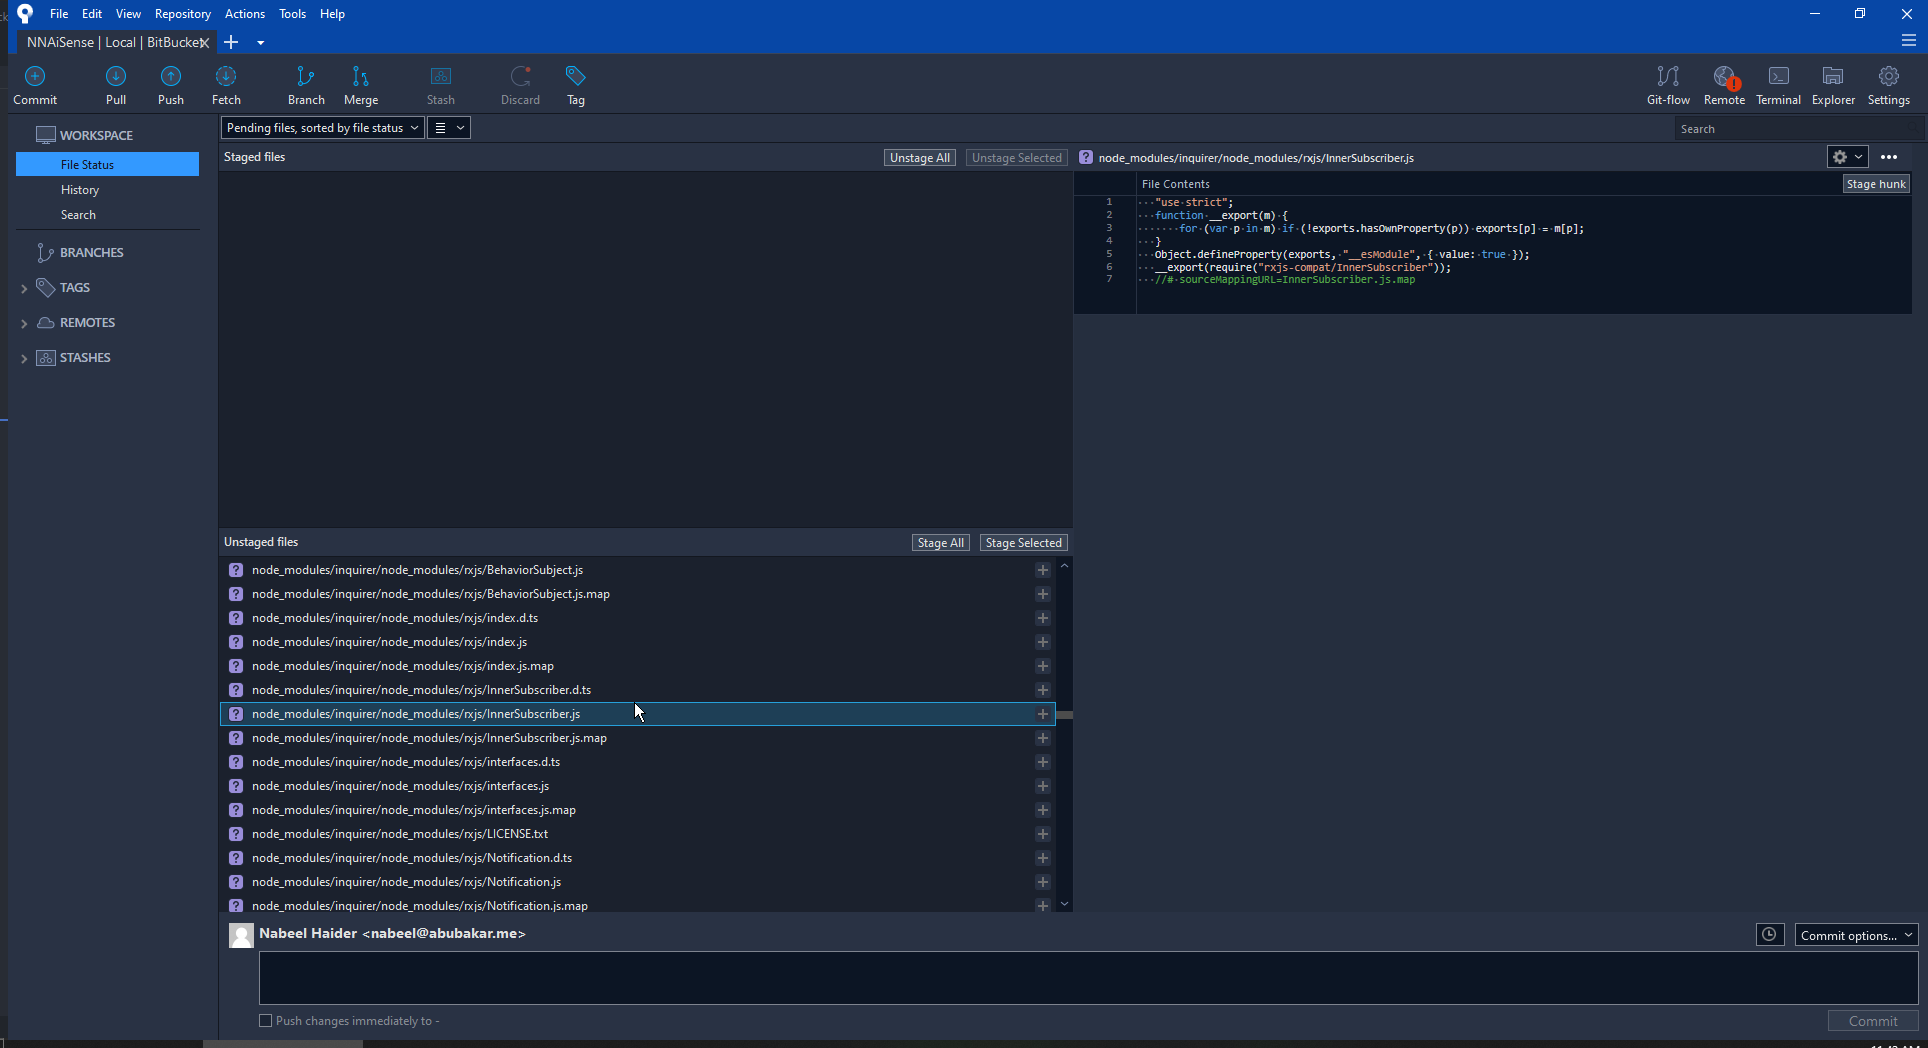 File Edit View Repository Actions Tools Help
NNAiSense | Local | BitBucket
Commit Pull Push Fetch Branch Merge Stash Discard Tag Git-flow Remote Terminal Explorer Settings
WORKSPACE
File Status
History
Search
BRANCHES
TAGS
REMOTES
STASHES
Pending files, sorted by file status
Search
Staged files Unstage All Unstage Selected
node_modules/inquirer/node_modules/rxjs/InnerSubscriber.js
File Contents Stage hunk
1 "use strict";
2 function __export(m) {
3 for (var p in m) if (!exports.hasOwnProperty(p)) exports[p] = m[p];
4 }
5 Object.defineProperty(exports, "__esModule", { value: true });
6 __export(require("rxjs-compat/InnerSubscriber"));
7 //# sourceMappingURL=InnerSubscriber.js.map
Unstaged files Stage All Stage Selected
node_modules/inquirer/node_modules/rxjs/BehaviorSubject.js
node_modules/inquirer/node_modules/rxjs/BehaviorSubject.js.map
node_modules/inquirer/node_modules/rxjs/index.d.ts
node_modules/inquirer/node_modules/rxjs/index.js
node_modules/inquirer/node_modules/rxjs/index.js.map
node_modules/inquirer/node_modules/rxjs/InnerSubscriber.d.ts
node_modules/inquirer/node_modules/rxjs/InnerSubscriber.js
node_modules/inquirer/node_modules/rxjs/InnerSubscriber.js.map
node_modules/inquirer/node_modules/rxjs/interfaces.d.ts
node_modules/inquirer/node_modules/rxjs/interfaces.js
node_modules/inquirer/node_modules/rxjs/interfaces.js.map
node_modules/inquirer/node_modules/rxjs/LICENSE.txt
node_modules/inquirer/node_modules/rxjs/Notification.d.ts
node_modules/inquirer/node_modules/rxjs/Notification.js
node_modules/inquirer/node_modules/rxjs/Notification.js.map
Nabeel Haider <nabeel@abubakar.me>
Commit options...
Push changes immediately to -
Commit